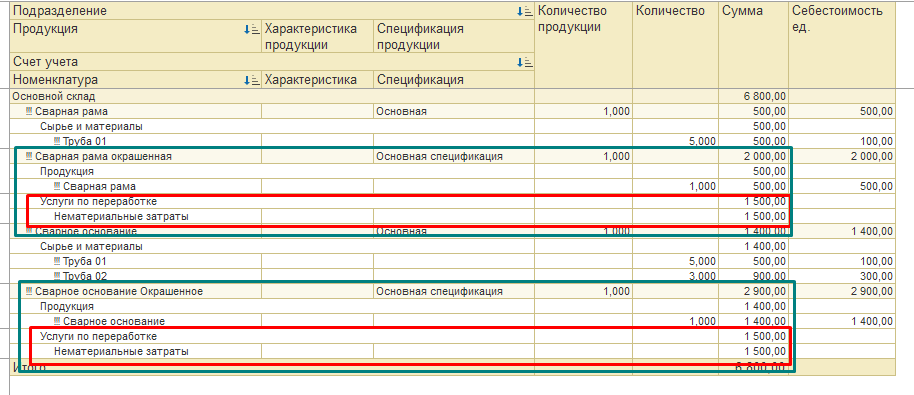 Подразделение Количество продукции Количество Сумма Себестоимость ед.
Продукция Характеристика продукции Спецификация продукции
Счет учета
Номенклатура Характеристика Спецификация
Основной склад 6 800,00
Сварная рама Основная 1,000 500,00 500,00
Сырье и материалы 500,00
Труба 01 5,000 500,00 100,00
Сварная рама окрашенная Основная спецификация 1,000 2 000,00 2 000,00
Продукция 500,00
Сварная рама 1,000 500,00 500,00
Услуги по переработке 1 500,00
Нематериальные затраты 1 500,00
Сварное основание Основная 1,000 1 400,00 1 400,00
Сырье и материалы 1 400,00
Труба 01 5,000 500,00 100,00
Труба 02 3,000 900,00 300,00
Сварное основание Окрашенное Основная спецификация 1,000 2 900,00 2 900,00
Продукция 1 400,00
Сварное основание 1,000 1 400,00 1 400,00
Услуги по переработке 1 500,00
Нематериальные затраты 1 500,00
Итого 6 800,00